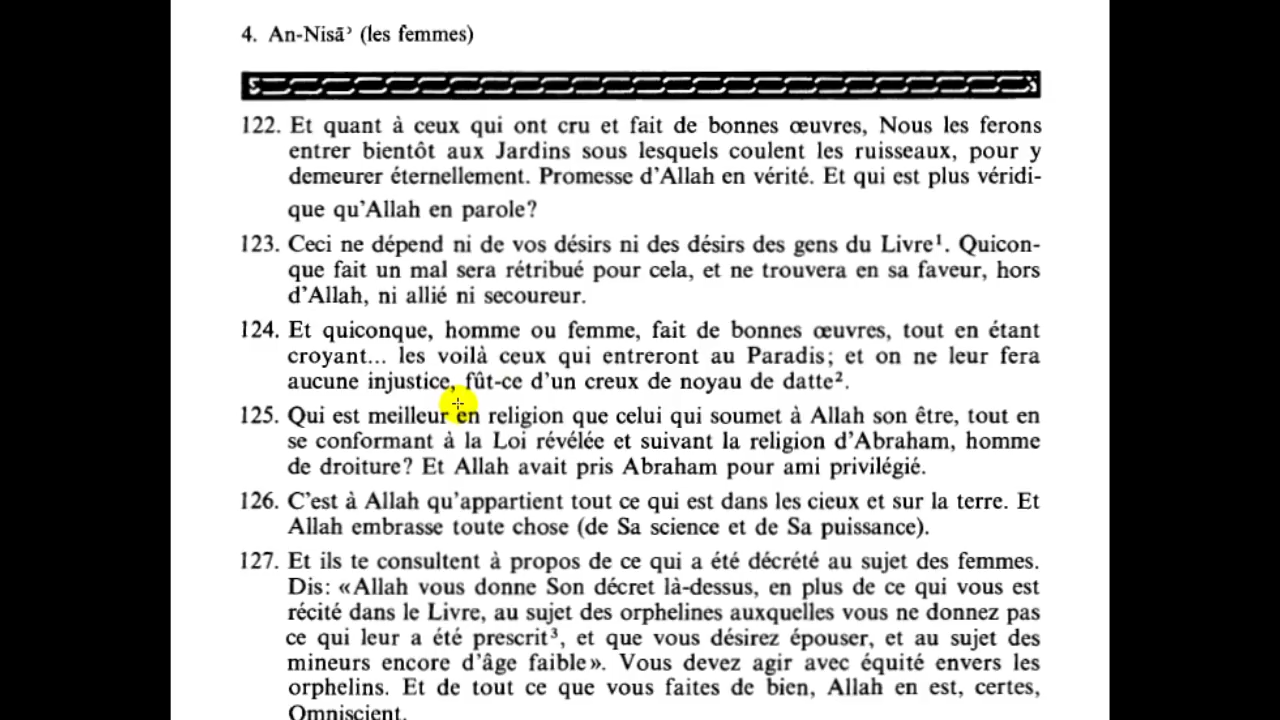 4. An-Nisāʾ (les femmes)
122. Et quant à ceux qui ont cru et fait de bonnes œuvres, Nous les ferons
entrer bientôt aux Jardins sous lesquels coulent les ruisseaux, pour y
demeurer éternellement. Promesse d’Allah en vérité. Et qui est plus véridi-
que qu’Allah en parole?
123. Ceci ne dépend ni de vos désirs ni des désirs des gens du Livre¹. Quicon-
que fait un mal sera rétribué pour cela, et ne trouvera en sa faveur, hors
d’Allah, ni allié ni secoureur.
124. Et quiconque, homme ou femme, fait de bonnes œuvres, tout en étant
croyant... les voilà ceux qui entreront au Paradis; et on ne leur fera
aucune injustice, fût-ce d’un creux de noyau de datte².
125. Qui est meilleur en religion que celui qui soumet à Allah son être, tout en
se conformant à la Loi révélée et suivant la religion d’Abraham, homme
de droiture? Et Allah avait pris Abraham pour ami privilégié.
126. C’est à Allah qu’appartient tout ce qui est dans les cieux et sur la terre. Et
Allah embrasse toute chose (de Sa science et de Sa puissance).
127. Et ils te consultent à propos de ce qui a été décrété au sujet des femmes.
Dis: «Allah vous donne Son décret là-dessus, en plus de ce qui vous est
récité dans le Livre, au sujet des orphelines auxquelles vous ne donnez pas
ce qui leur a été prescrit³, et que vous désirez épouser, et au sujet des
mineurs encore d’âge faible». Vous devez agir avec équité envers les
orphelins. Et de tout ce que vous faites de bien, Allah en est, certes,
Omniscient.